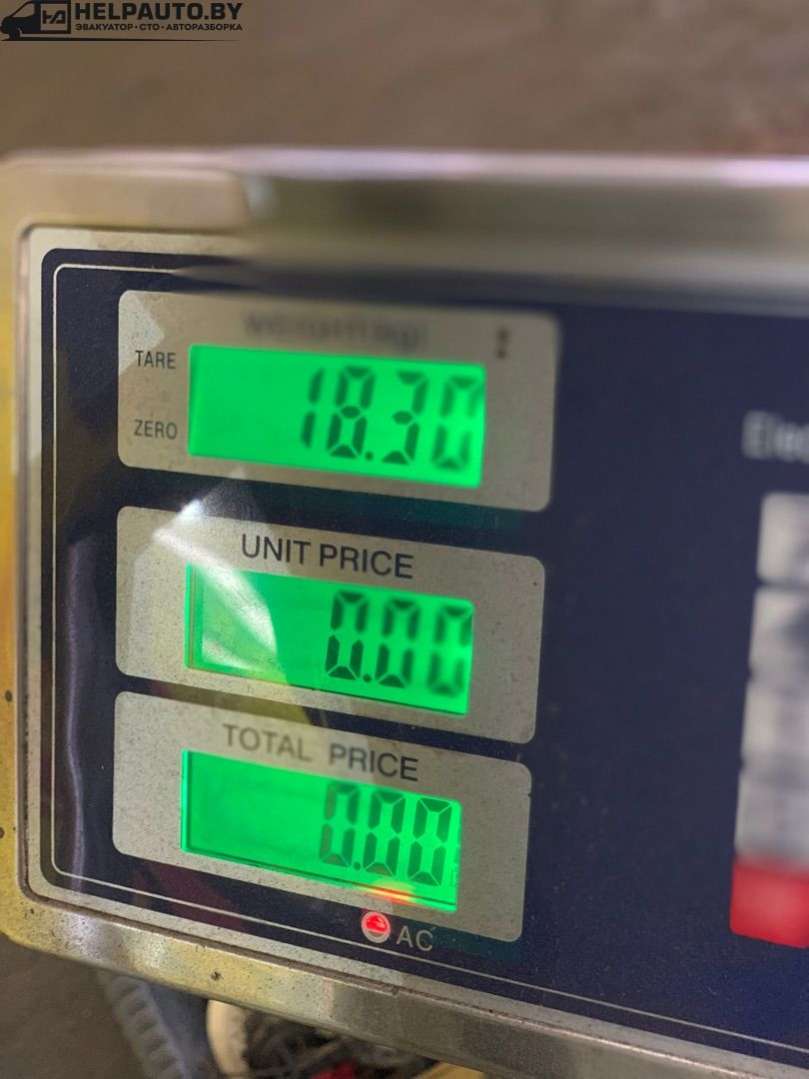 HELPAUTO.BY
ЭВАКУАТОР • СТО • АВТОРАЗБОРКА
TARE
18.30
ZERO
UNIT PRICE
0.00
TOTAL PRICE
0.00
AC